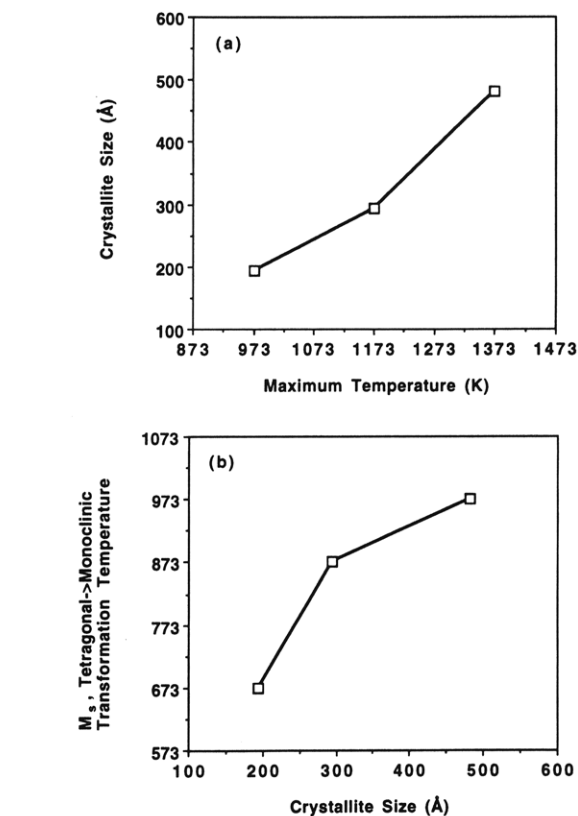 600
(a)
500
400
300
200
100
Crystallite Size (Å)
873 973 1073 1173 1273 1373 1473
Maximum Temperature (K)
1073
(b)
973
873
773
673
573
Ms, Tetragonal->Monoclinic
Transformation Temperature
100 200 300 400 500 600
Crystallite Size (Å)